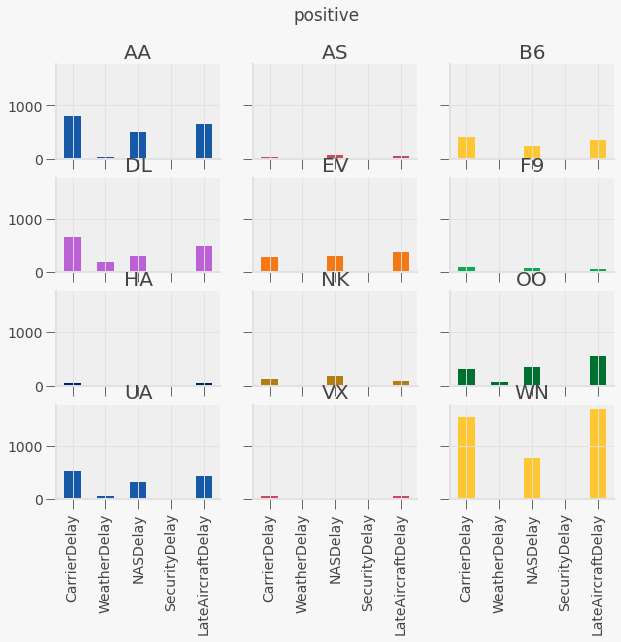 positive
AA AS B6
1000
0
DL EV F9
1000
0
HA NK OO
1000
0
UA VX WN
1000
0
CarrierDelay WeatherDelay NASDelay SecurityDelay LateAircraftDelay CarrierDelay WeatherDelay NASDelay SecurityDelay LateAircraftDelay CarrierDelay WeatherDelay NASDelay SecurityDelay LateAircraftDelay